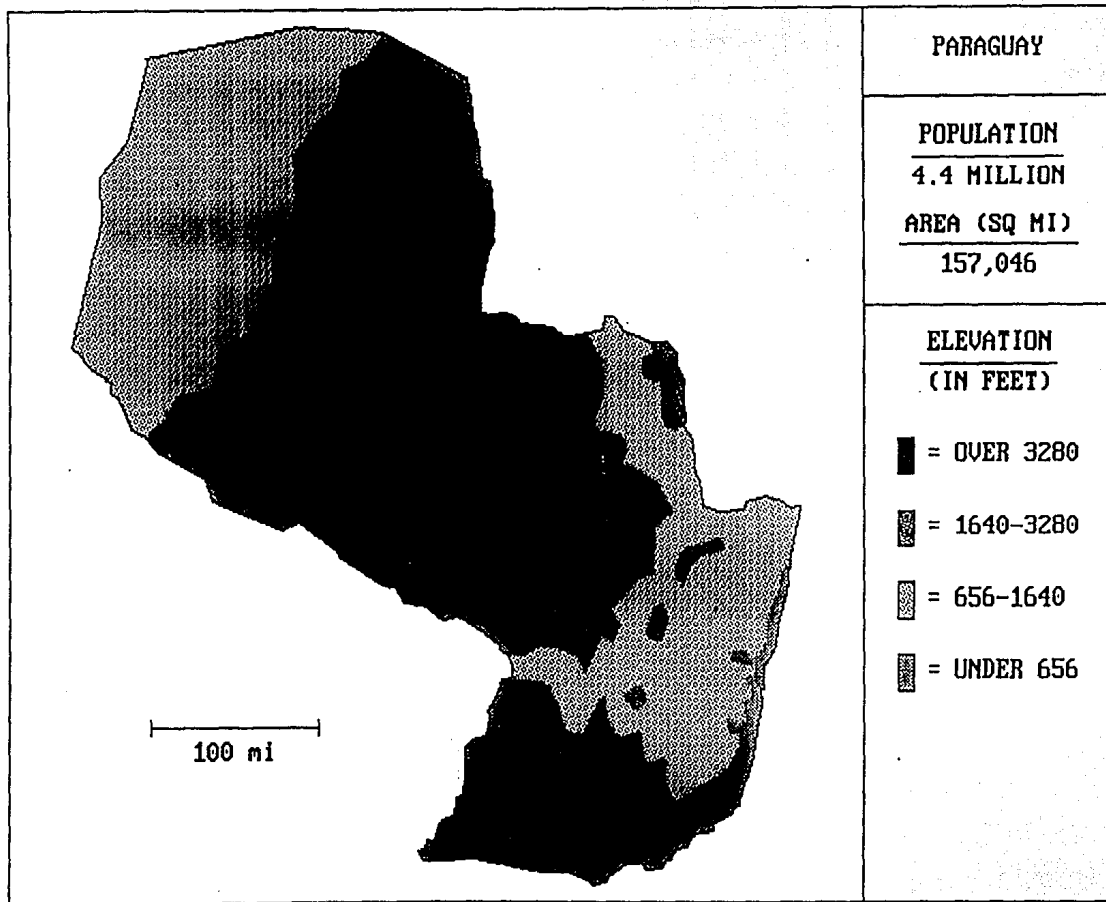 PARAGUAY
POPULATION
4.4 MILLION
AREA (SQ MI)
157,046
ELEVATION
(IN FEET)
= OVER 3280
= 1640-3280
= 656-1640
= UNDER 656
100 mi